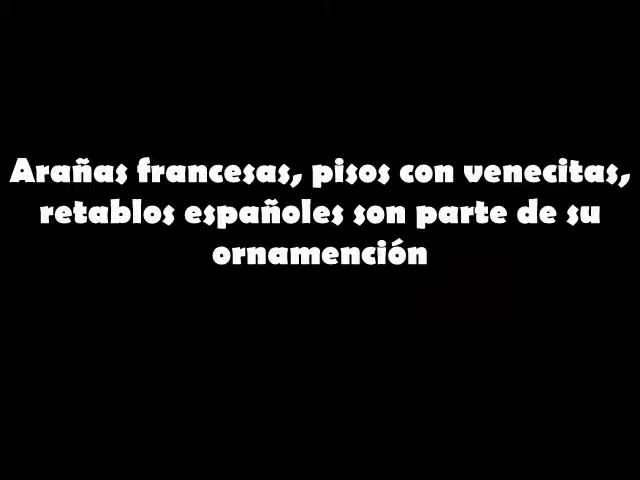 Arañas francesas, pisos con venecitas,
retablos españoles son parte de su
ornamención